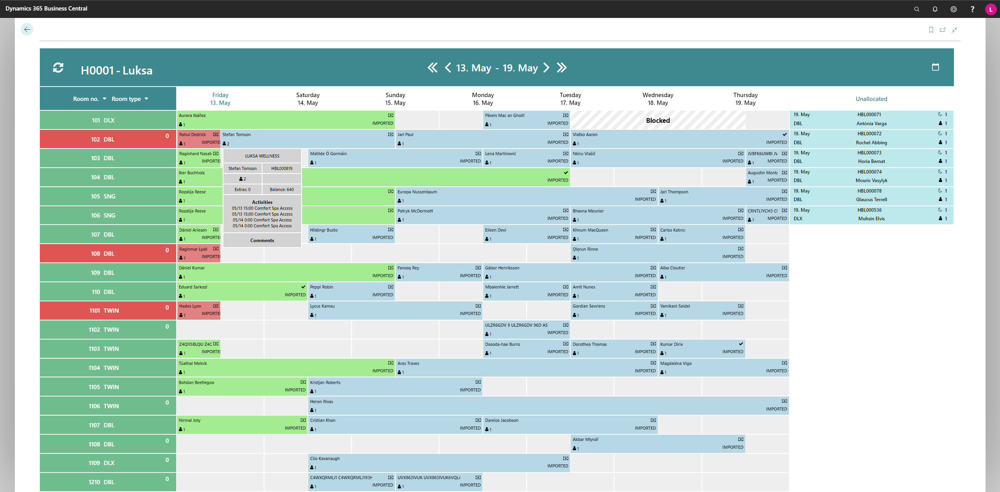 Dynamics 365 Business Central
L
H0001 - Luksa
13. May - 19. May
Room no. Room type
Friday 13. May
Saturday 14. May
Sunday 15. May
Monday 16. May
Tuesday 17. May
Wednesday 18. May
Thursday 19. May
Unallocated
101 DLX
Aurora Ibáñez
1 IMPORTED
Pāvels Mac an Ghoill
1 IMPORTED
Blocked
19. May HBL000071 1
DBL Antónia Varga 1
102 DBL 0
Rahul Dedrick
1 IMPORTE
Stefan Tomson
2
Jarl Paul
1 IMPORTED
Vlatko Aaron
1 IMPORTED
19. May HBL000072 1
DBL Rochel Abbing 1
103 DBL
Raginhard Nasat
1 IMPORTE
Matilde Ó Gormáin
1 IMPORTED
Lena Martinović
1 IMPORTED
Nkiru Vlašič
1 IMPORTED
JVBFK6UWBI
1 MPORTED
19. May HBL000073 1
DBL Horia Bernat 1
LUKSA WELLNESS
Stefan Tomson HBL000819
2
Extras: 0 Balance: 640
Activities
05/13 15:00 Comfort Spa Access
05/13 15:00 Comfort Spa Access
05/14 0:00 Comfort Spa Access
05/14 0:00 Comfort Spa Access
Comments
104 DBL
Iker Buchholz
1 IMPORTED
Augustin Mont
1 MPORTED
19. May HBL000074 1
DBL Mouric Vasylyk 1
105 SNG
Rozalija Reese
1
Europa Nussenbaum
1 IMPORTED
Jarl Thompson
1 IMPORTED
19. May HBL000078 1
DBL Glaucus Terrell 1
106 SNG
Rozalija Reese
1
Patryk McDermott
1 IMPORTED
Bhavna Meunier
1 IMPORTED
CRNTL1YCH3
1 MPORTED
19. May HBL000536 1
DLX Muhsin Elvis 1
107 DBL
Dániel Ariesen
1 IMPORTE
Hildingr Busto
1 IMPORTED
Eileen Devi
1 IMPORTED
Khnum MacQueen
1 IMPORTED
Carlos Katırcı
1 IMPORTED
108 DBL 0
Raginmar Lyall
1 IMPORTE
Ọlọrun Rinne
1 IMPORTED
109 DBL
Dániel Kumar
1 IMPORTED
Farooq Rey
1 IMPORTED
Gábor Henriksson
1 IMPORTED
Alba Cloutier
1 IMPORTED
110 DBL
Eduard Sarkozi
1 IMPORTED
Peppi Robin
1 IMPORTED
Mbalenhle Jarrett
1 IMPORTED
Amit Nunes
1 IMPORTED
1101 TWIN 0
Hades Lyon
1 IMPORTE
Lycus Kamau
1 IMPORTED
Gordian Sevriens
1 IMPORTED
Yamikani Seidel
1 IMPORTED
1102 TWIN 0
ULZR6GDV 9 ULZR6GDV 96D AS
1 IMPORTED
1103 TWIN
Z4Q1I5BLQU Z4C
1 IMPORTE
Dasoda-hae Burns
1 IMPORTED
Dorothea Thomas
1 IMPORTED
Kumar Dirix
1 IMPORTED
1104 TWIN
Túathal Melnik
1 IMPORTED
Ares Traves
1 IMPORTED
Magdaléna Vigo
1 IMPORTED
1105 TWIN
Bohdan Beetlegoo
1 IMPORTED
Kristjan Roberts
1 IMPORTED
1106 TWIN 0
Heron Rivas
1 IMPORTED
1107 DBL
Nirmal Joly
1 IMPORTED
Cristian Khan
1 IMPORTED
Dareios Jacobson
1 IMPORTED
1108 DBL 0
Akbar Mlynář
1 IMPORTED
1109 DLX 0
Clio Kavanaugh
1 IMPORTED
1210 DBL 0
C4WXQRMLJ1 C4WXQRMLJ193H
1 IMPORTED
UVX863IVUK UVX863IVUK6VQL
1 IMPORTED